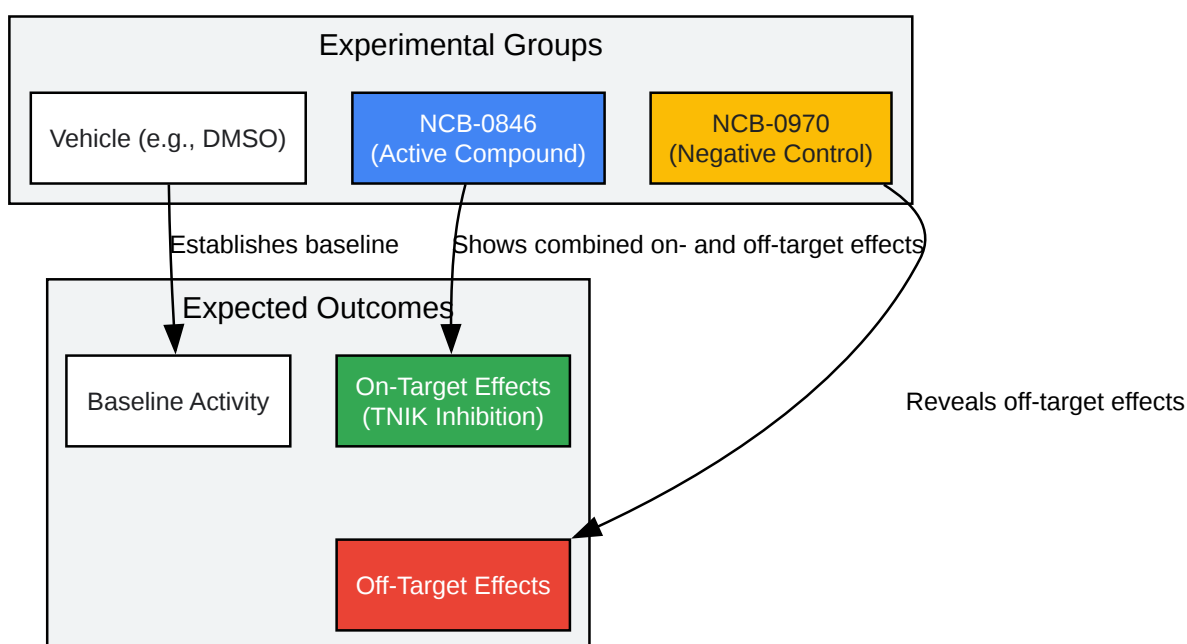 Experimental Groups
Vehicle (e.g., DMSO)
NCB-0846
(Active Compound)
NCB-0970
(Negative Control)
Establishes baseline
Shows combined on- and off-target effects
Expected Outcomes
Baseline Activity
On-Target Effects
(TNIK Inhibition)
Reveals off-target effects
Off-Target Effects